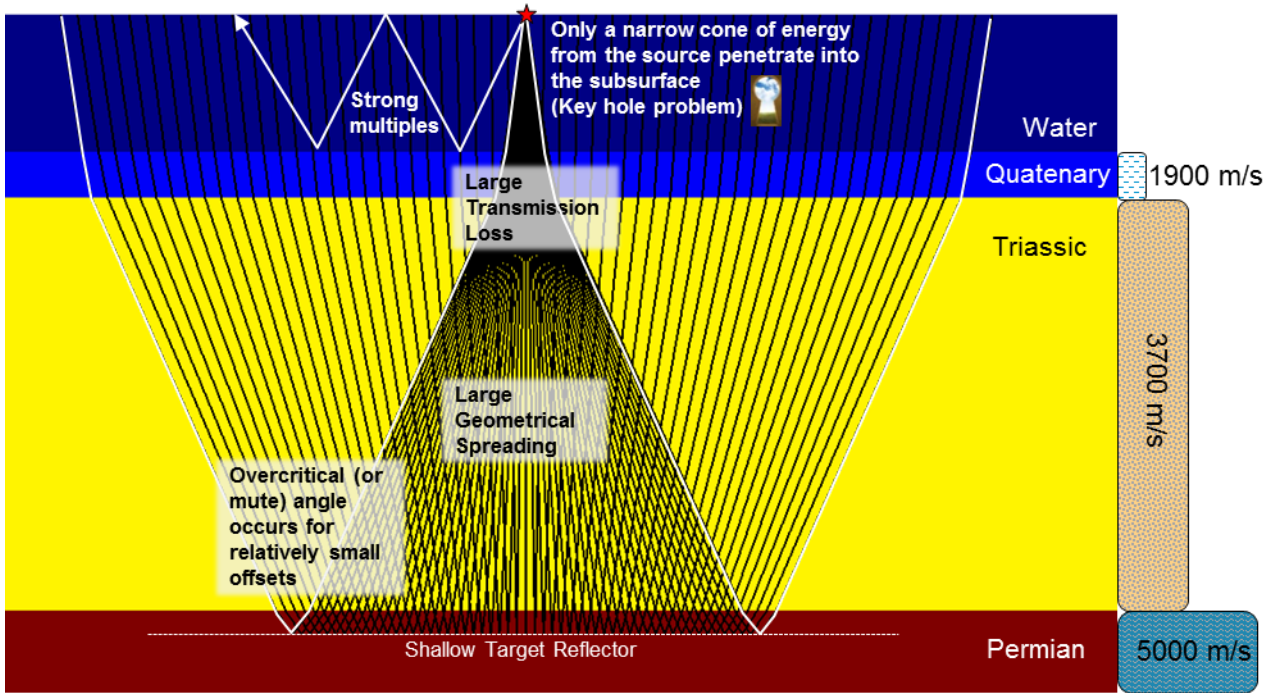 Only a narrow cone of energy
from the source penetrate into
the subsurface
(Key hole problem)
Strong
multiples
Water
Quatenary
1900 m/s
Large
Transmission
Loss
Triassic
3700 m/s
Large
Geometrical
Spreading
Overcritical (or
mute) angle
occurs for
relatively small
offsets
Shallow Target Reflector
Permian
5000 m/s